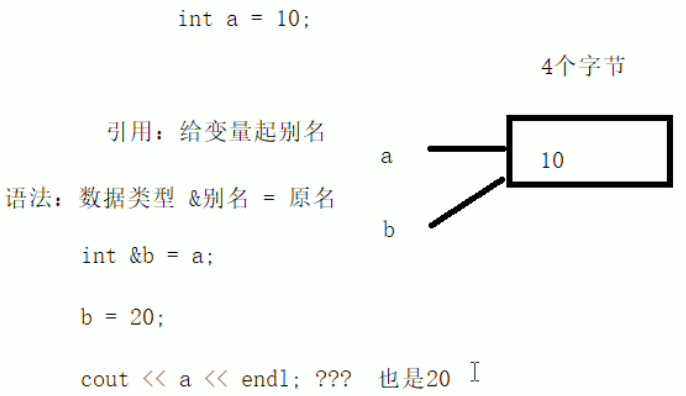 int a = 10;
4个字节
引用：给变量起别名
a
10
语法：数据类型 &别名 = 原名
b
int &b = a;
b = 20;
cout << a << endl; ???  也是20